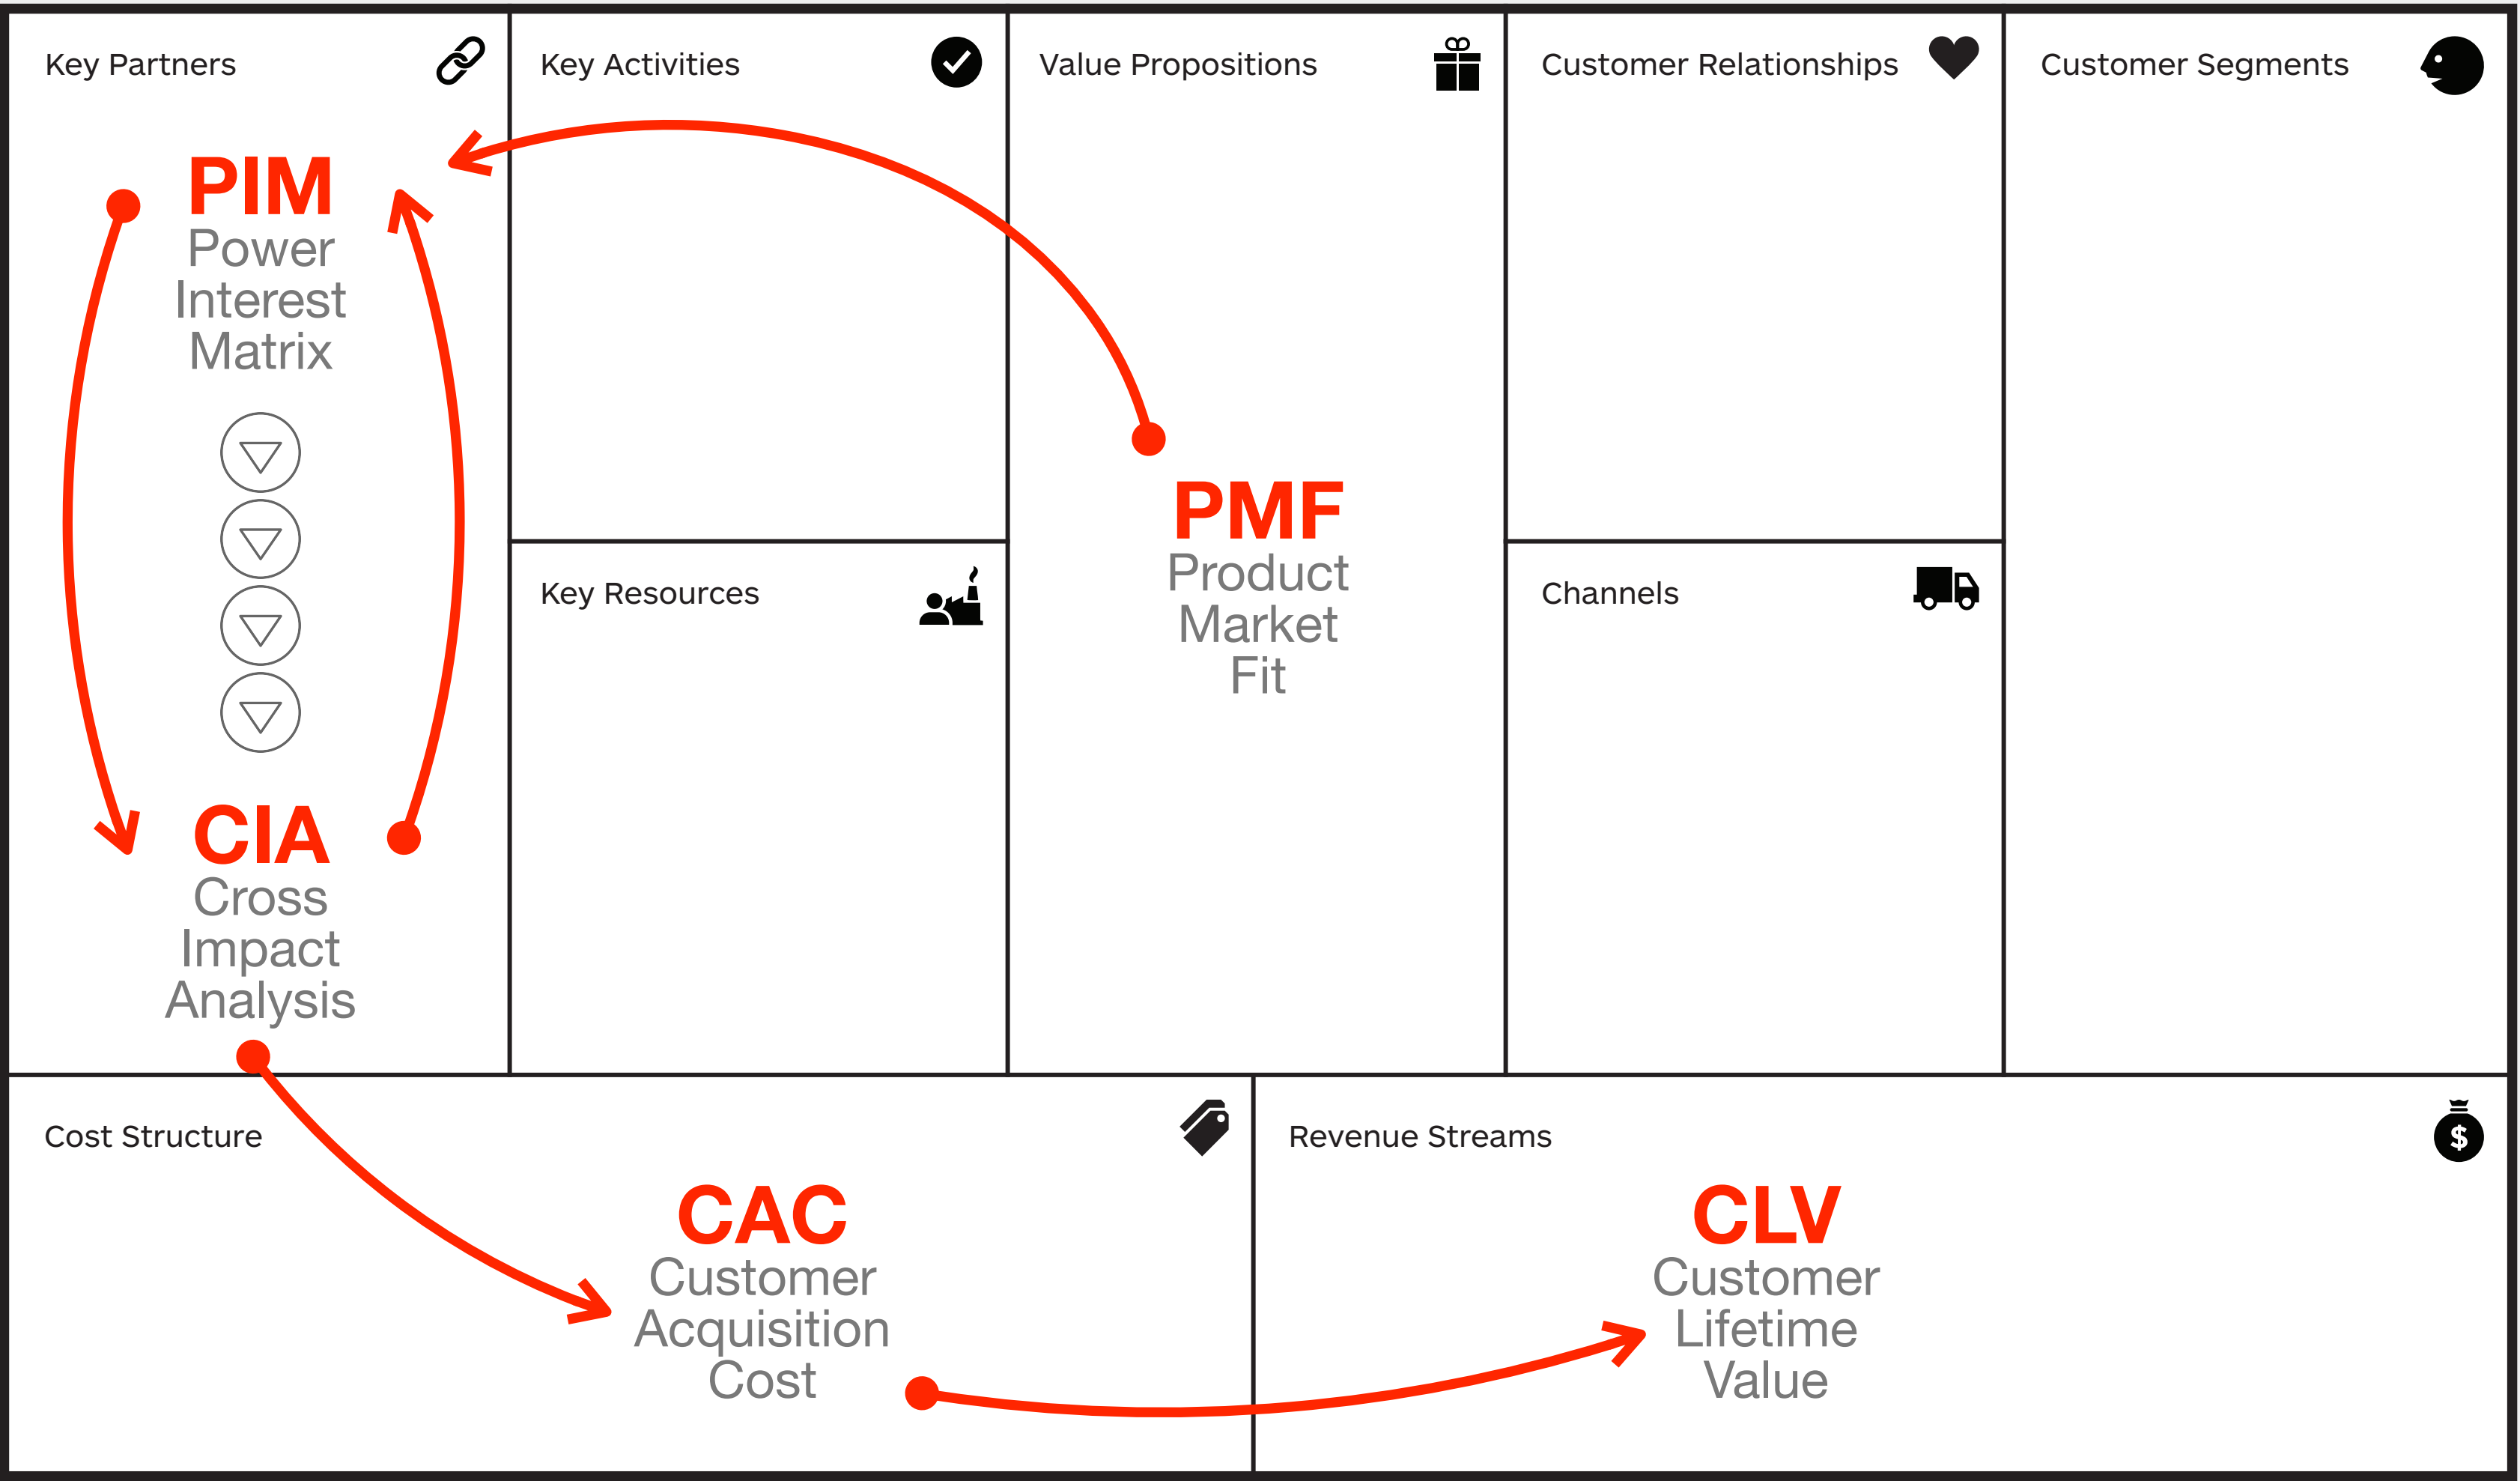 Key Partners
PIM
Power
Interest
Matrix
CIA
Cross
Impact
Analysis
Key Activities
Key Resources
Value Propositions
PMF
Product
Market
Fit
Customer Relationships
Channels
Customer Segments
Cost Structure
CAC
Customer
Acquisition
Cost
Revenue Streams
$
CLV
Customer
Lifetime
Value